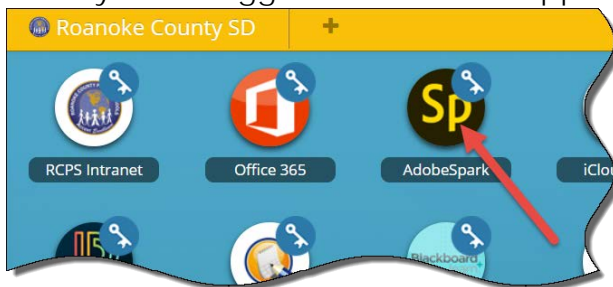 Roanoke County SD +
Sp
RCPS Intranet Office 365 AdobeSpark
Blackboard